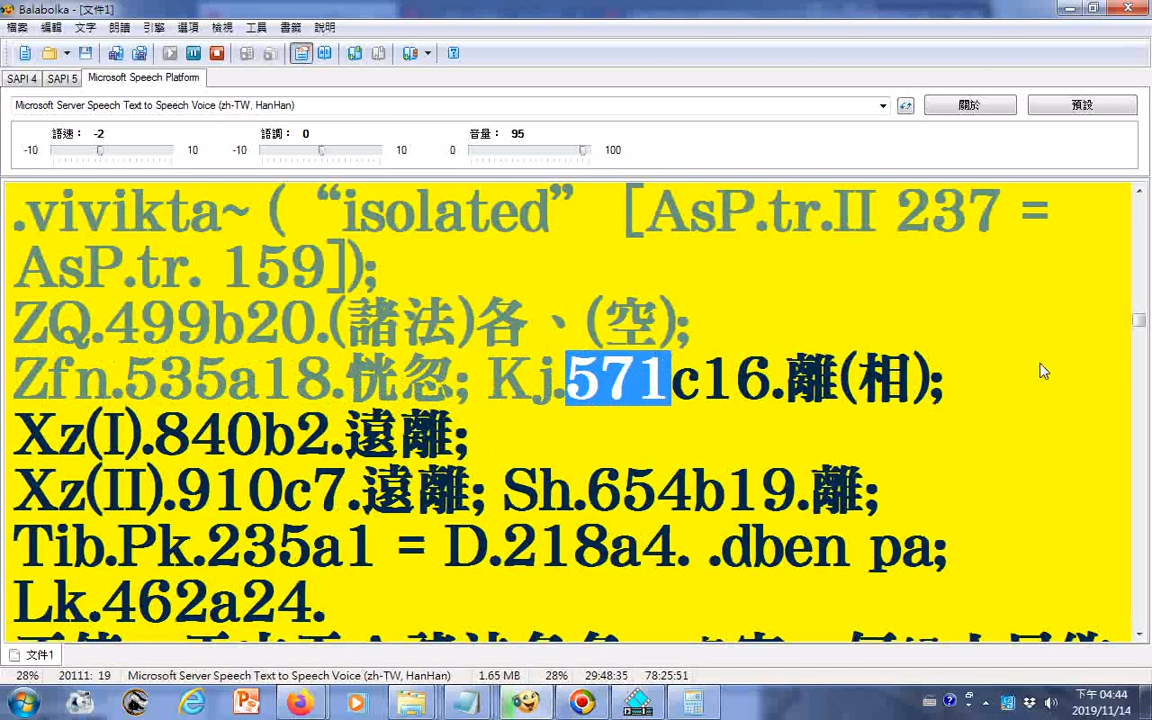 Balabolka - [文件1]
檔案 編輯 文字 朗讀 引擎 選項 檢視 工具 書籤 說明
SAPI 4 SAPI 5 Microsoft Speech Platform
Microsoft Server Speech Text to Speech Voice (zh-TW, HanHan) 關於 預設
語速： -2 語調： 0 音量： 95
-10 10 -10 10 0 100
.vivikta~ (“isolated” [AsP.tr.II 237 =
AsP.tr. 159]);
ZQ.499b20.(諸法)各、(空);
Zfn.535a18.恍忽; Kj.571c16.離(相);
Xz(I).840b2.遠離;
Xz(II).910c7.遠離; Sh.654b19.離;
Tib.Pk.235a1 = D.218a4. .dben pa;
Lk.462a24.
文件1
28% 20111: 19 Microsoft Server Speech Text to Speech Voice (zh-TW, HanHan) 1.65 MB 28% 29:48:35 78:25:51
下午 04:44
2019/11/14